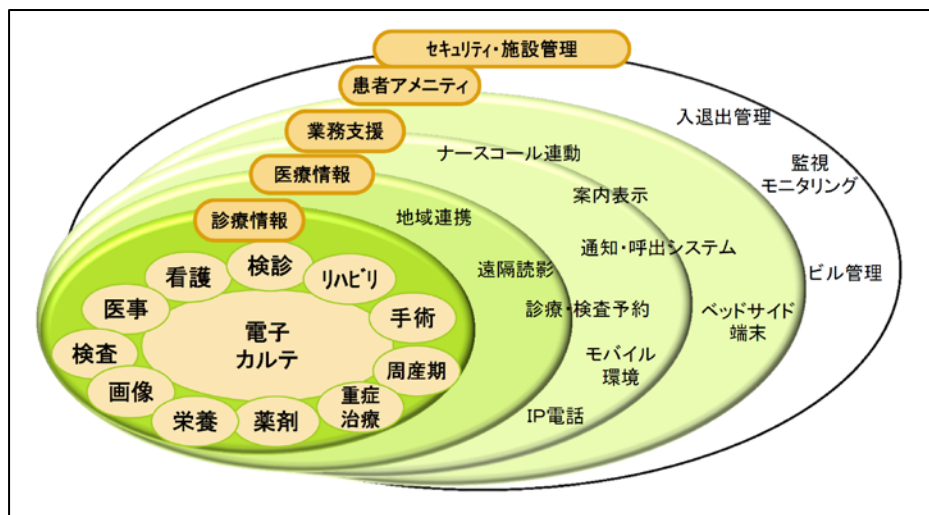 セキュリティ・施設管理
患者アメニティ
入退出管理
業務支援
ナースコール連動
監視
モニタリング
医療情報
案内表示
診療情報
地域連携
通知・呼出システム
看護
検診
リハビリ
遠隔読影
ビル管理
医事
手術
診療・検査予約
ベッドサイド
端末
電子
カルテ
検査
周産期
モバイル
環境
画像
重症
治療
栄養
薬剤
IP電話